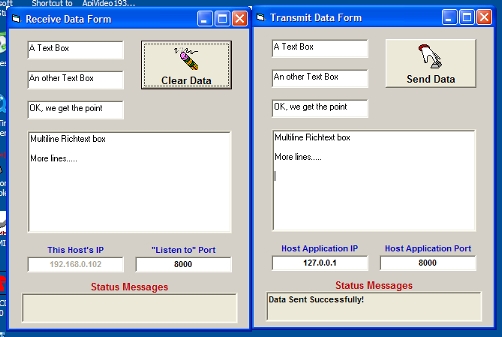 soft Shortcut to ApiVideo193...
Receive Data Form
A Text Box
An other Text Box
OK, we get the point
Clear Data
Multiline Richtext box
More lines.....
This Host's IP
"Listen to" Port
192.168.0.102
8000
Status Messages
Transmit Data Form
A Text Box
An other Text Box
OK, we get the point
Send Data
Multiline Richtext box
More lines.....
Host Application IP
Host Application Port
127.0.0.1
8000
Status Messages
Data Sent Successfully!